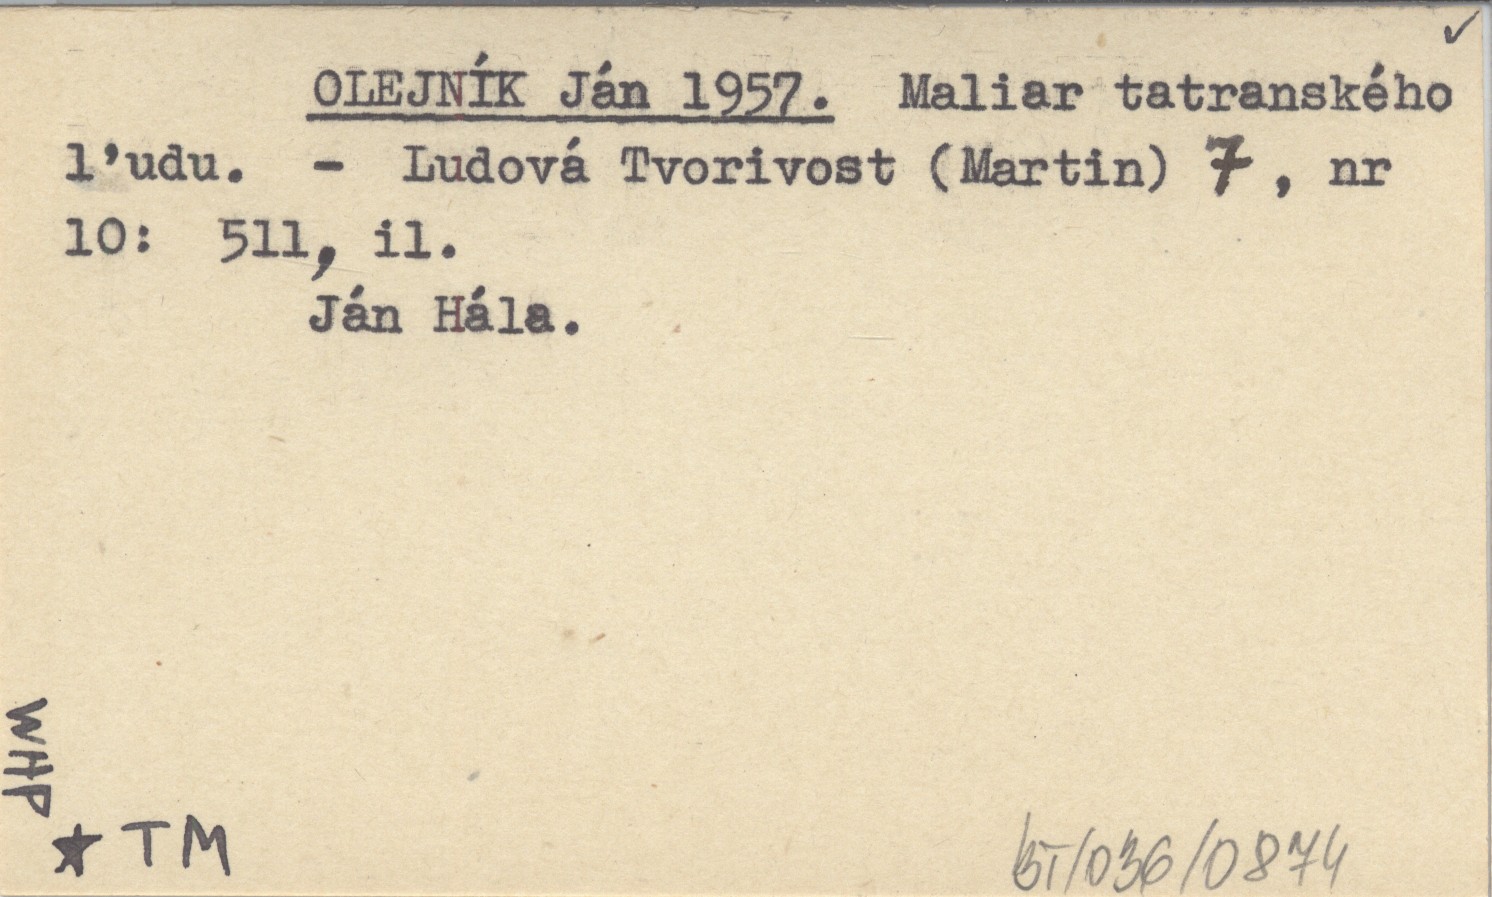 ✓
OLEJNÍK Ján 1957. Maliar tatranského
l'udu. - Ludová Tvorivost (Martin) 7, nr
10: 511, il.
Ján Hála.
WHP
★ TM
BT/036/0874